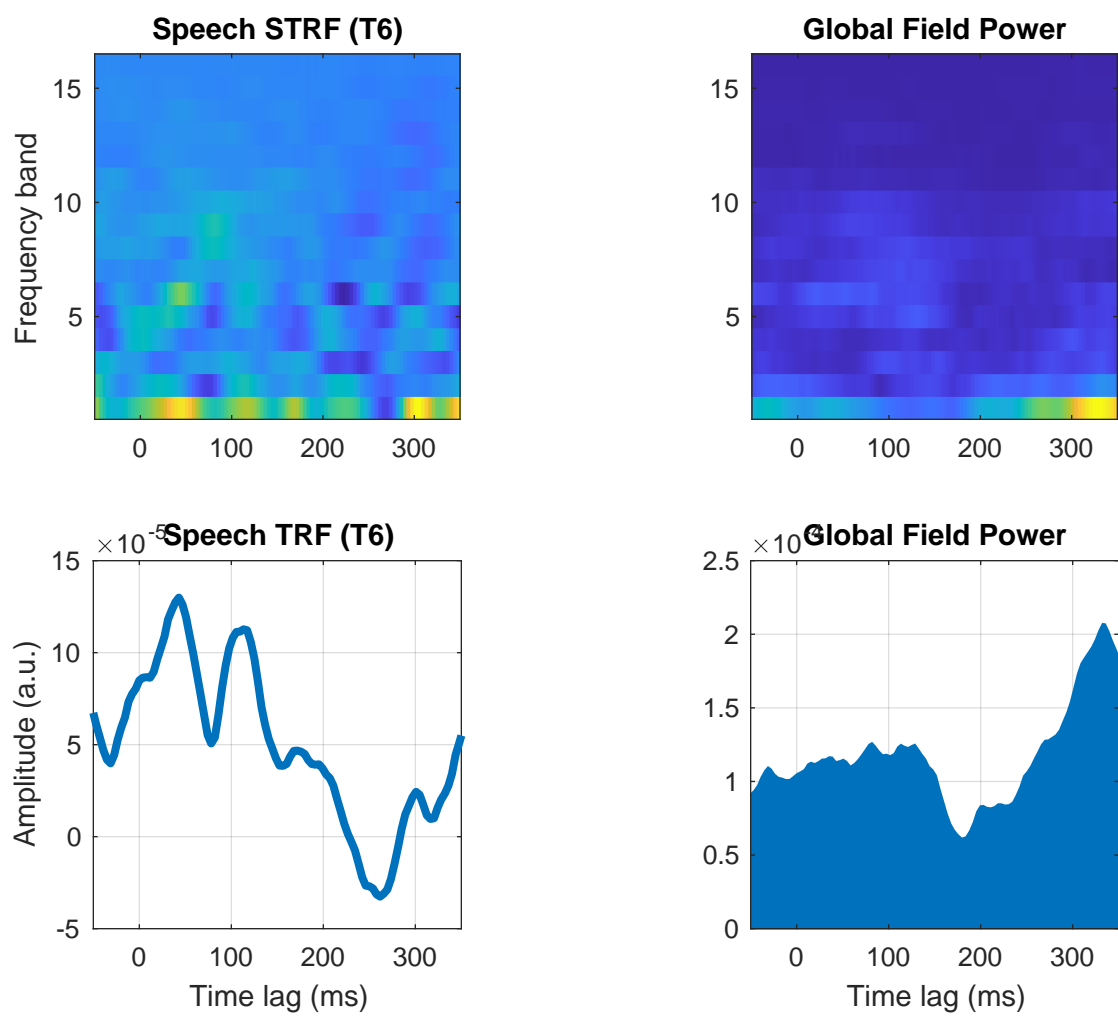 Speech STRF (T6)
Frequency band
15
10
5
0 100 200 300
Global Field Power
15
10
5
0 100 200 300
Speech TRF (T6)
×10-5
Amplitude (a.u.)
15
10
5
0
-5
0 100 200 300
Time lag (ms)
Global Field Power
×10-4
2.5
2
1.5
1
0.5
0
0 100 200 300
Time lag (ms)